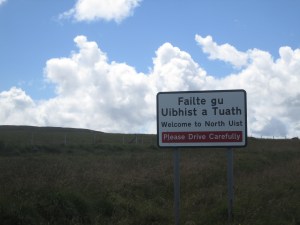 Failte gu
Uibhist a Tuath
Welcome to North Uist
Please Drive Carefully